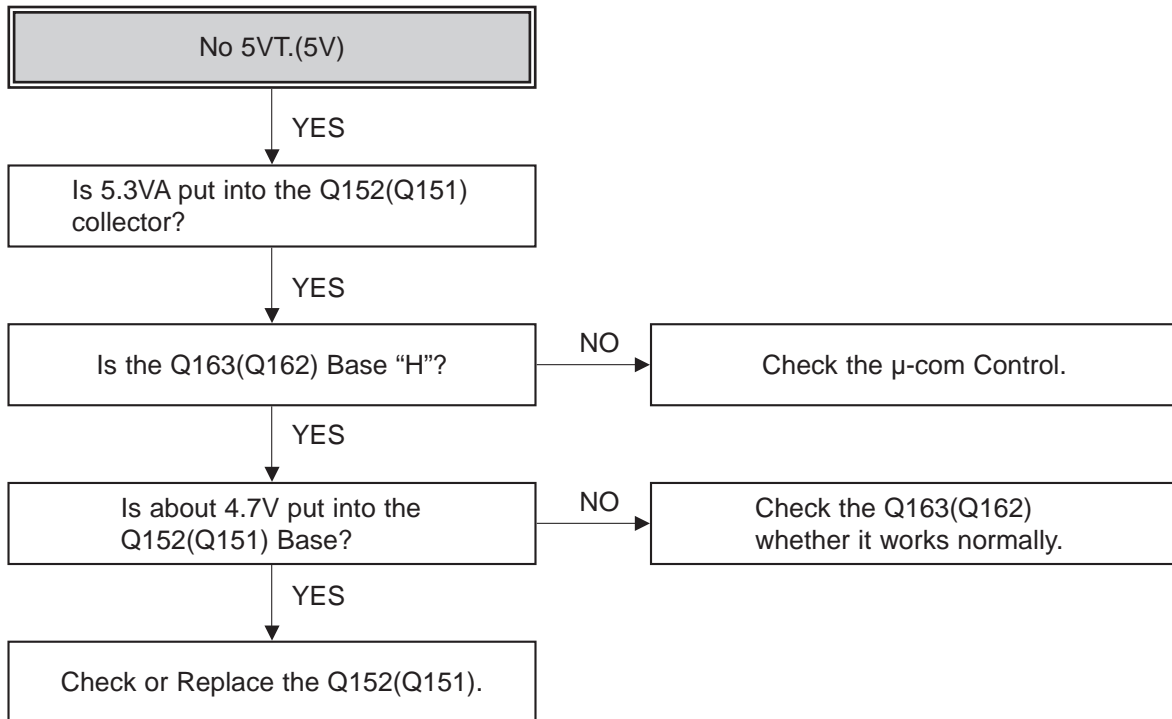 No 5VT.(5V)
YES
Is 5.3VA put into the Q152(Q151)
collector?
YES
Is the Q163(Q162) Base “H”?
NO
Check the µ-com Control.
YES
Is about 4.7V put into the
Q152(Q151) Base?
NO
Check the Q163(Q162)
whether it works normally.
YES
Check or Replace the Q152(Q151).